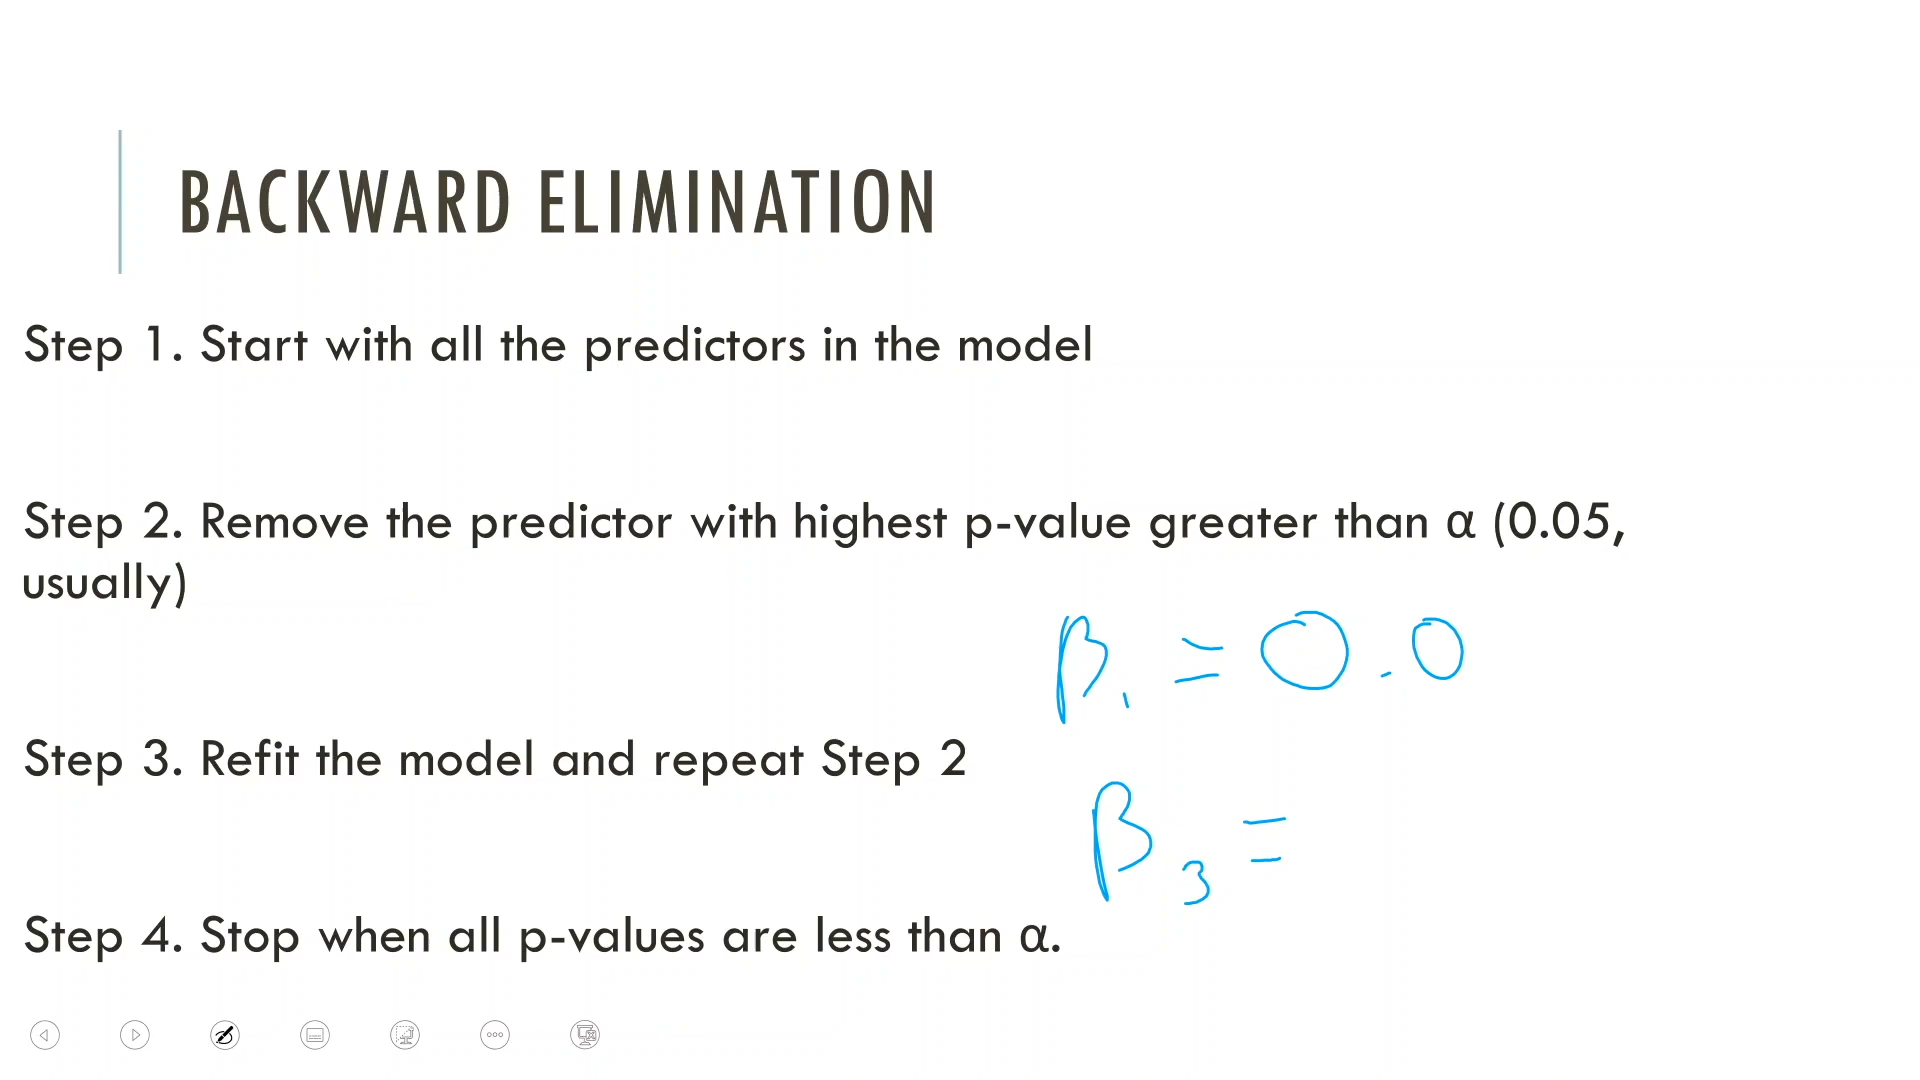 BACKWARD ELIMINATION
Step 1. Start with all the predictors in the model
Step 2. Remove the predictor with highest p-value greater than α (0.05,
usually)
β₁ = 0.0
Step 3. Refit the model and repeat Step 2
β₃ =
Step 4. Stop when all p-values are less than α.